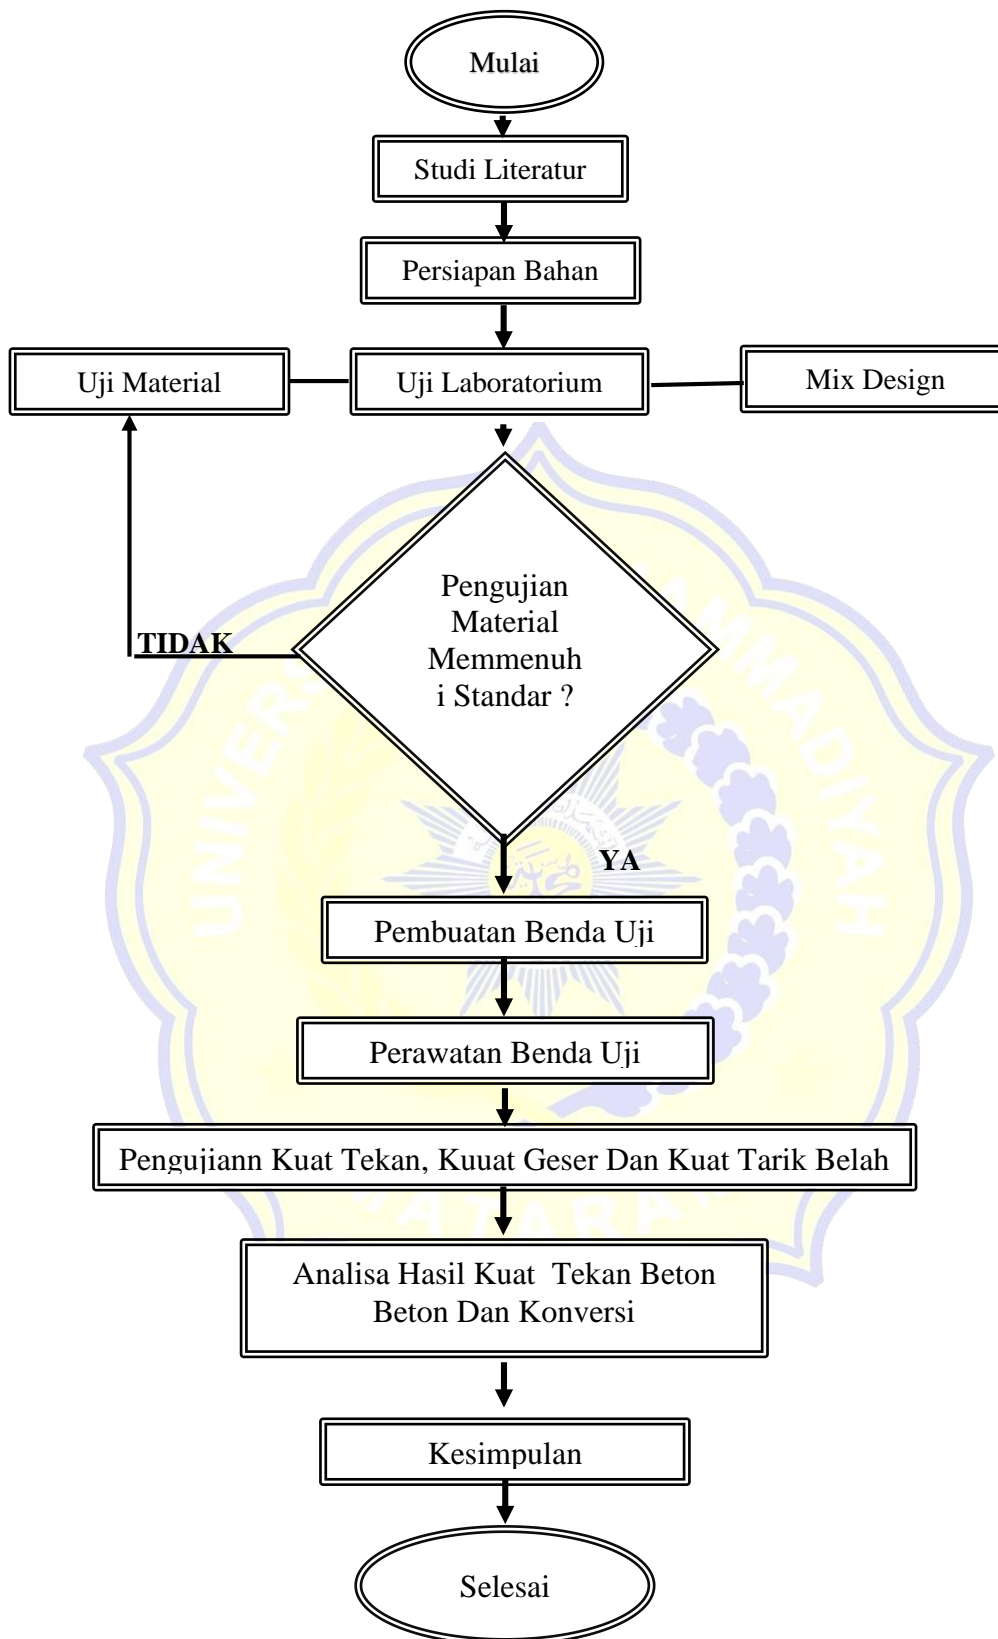 Mulai
Studi Literatur
Persiapan Bahan
Uji Material
Uji Laboratorium
Mix Design
Pengujian
Material
Memmenuh
i Standar ?
TIDAK
YA
Pembuatan Benda Uji
Perawatan Benda Uji
Pengujiann Kuat Tekan, Kuuat Geser Dan Kuat Tarik Belah
Analisa Hasil Kuat  Tekan Beton
Beton Dan Konversi
Kesimpulan
Selesai